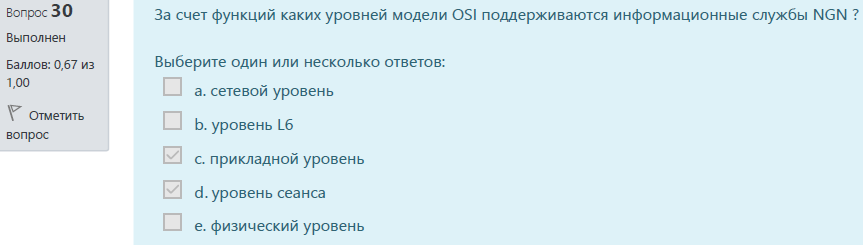 Вопрос 30
Выполнен
Баллов: 0,67 из
1,00
Отметить
вопрос
За счет функций каких уровней модели OSI поддерживаются информационные службы NGN ?
Выберите один или несколько ответов:
a. сетевой уровень
b. уровень L6
c. прикладной уровень
d. уровень сеанса
e. физический уровень